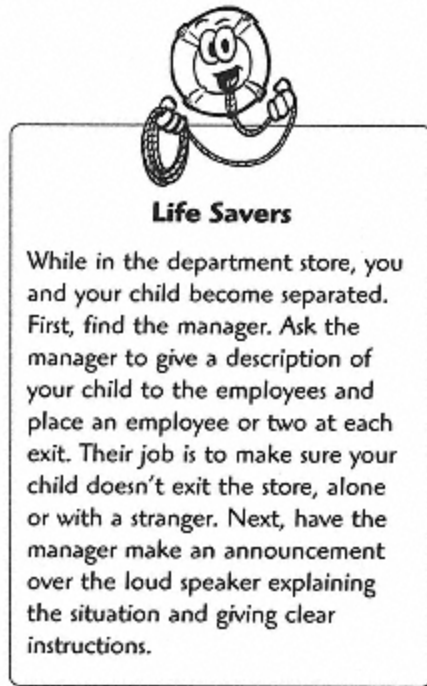 Life Savers
While in the department store, you
and your child become separated.
First, find the manager. Ask the
manager to give a description of
your child to the employees and
place an employee or two at each
exit. Their job is to make sure your
child doesn't exit the store, alone
or with a stranger. Next, have the
manager make an announcement
over the loud speaker explaining
the situation and giving clear
instructions.